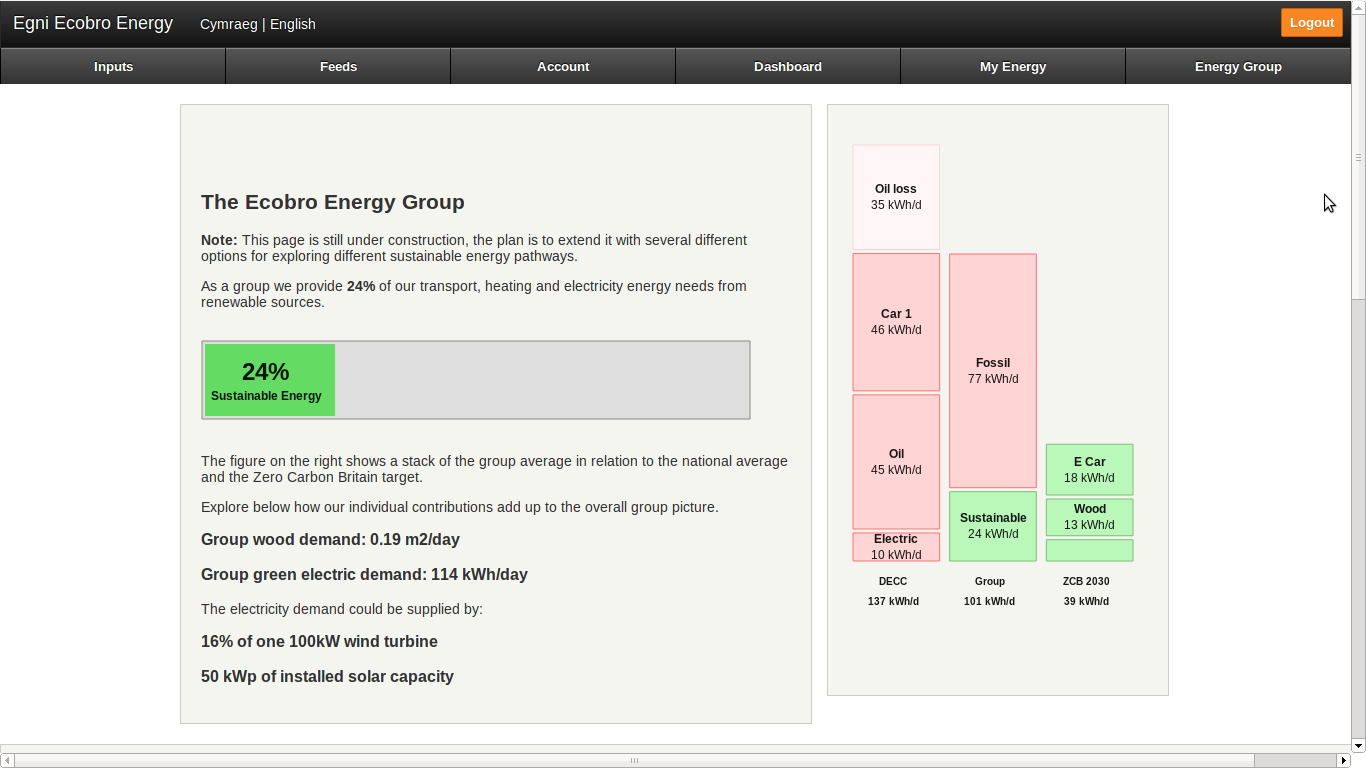 Egni Ecobro Energy
Cymraeg | English
Logout
Inputs
Feeds
Account
Dashboard
My Energy
Energy Group
The Ecobro Energy Group
Note: This page is still under construction, the plan is to extend it with several different
options for exploring different sustainable energy pathways.
As a group we provide 24% of our transport, heating and electricity energy needs from
renewable sources.
24%
Sustainable Energy
The figure on the right shows a stack of the group average in relation to the national average
and the Zero Carbon Britain target.
Explore below how our individual contributions add up to the overall group picture.
Group wood demand: 0.19 m2/day
Group green electric demand: 114 kWh/day
The electricity demand could be supplied by:
16% of one 100kW wind turbine
50 kWp of installed solar capacity
Oil loss
35 kWh/d
Car 1
46 kWh/d
Oil
45 kWh/d
Electric
10 kWh/d
DECC
137 kWh/d
Fossil
77 kWh/d
Sustainable
24 kWh/d
Group
101 kWh/d
E Car
18 kWh/d
Wood
13 kWh/d
ZCB 2030
39 kWh/d